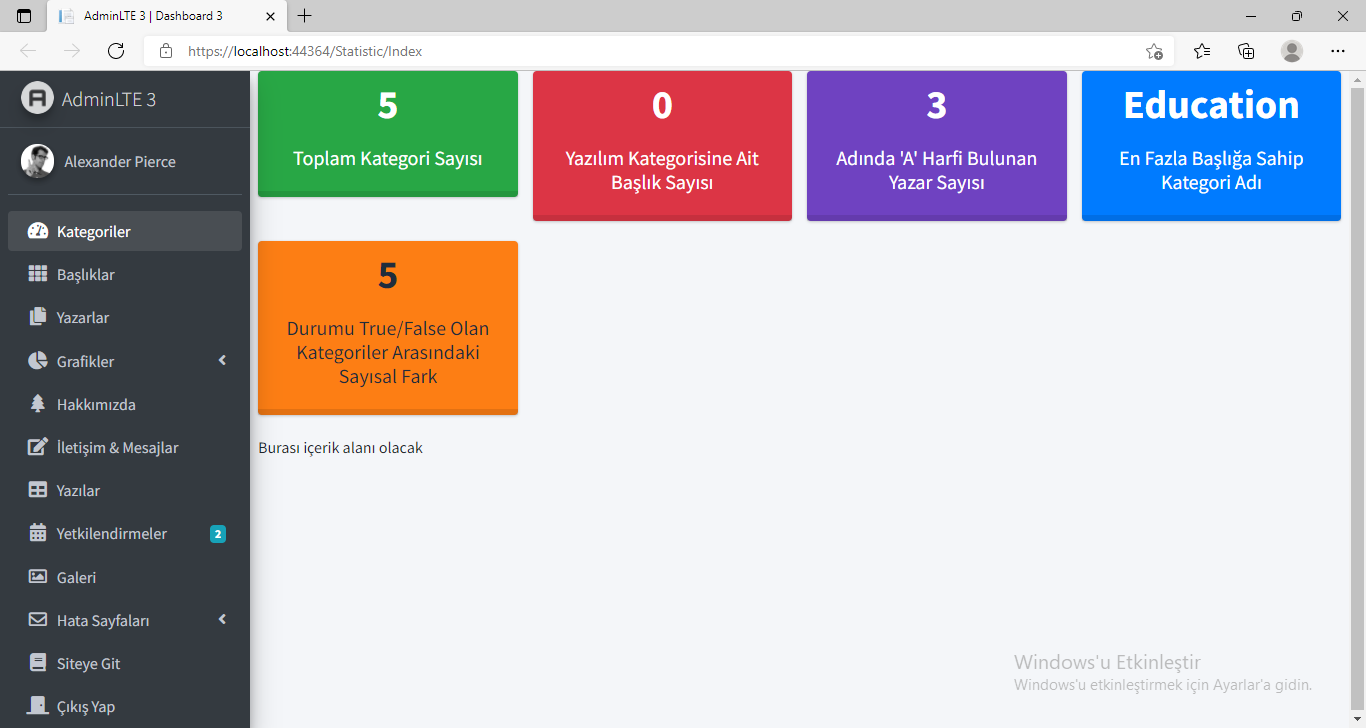 AdminLTE 3 | Dashboard 3
https://localhost:44364/Statistic/Index
AdminLTE 3
Alexander Pierce
Kategoriler
Başlıklar
Yazarlar
Grafikler
Hakkımızda
İletişim & Mesajlar
Yazılar
Yetkilendirmeler 2
Galeri
Hata Sayfaları
Siteye Git
Çıkış Yap
5
Toplam Kategori Sayısı
0
Yazılım Kategorisine Ait
Başlık Sayısı
3
Adında 'A' Harfi Bulunan
Yazar Sayısı
Education
En Fazla Başlığa Sahip
Kategori Adı
5
Durumu True/False Olan
Kategoriler Arasındaki
Sayısal Fark
Burası içerik alanı olacak
Windows'u Etkinleştir
Windows'u etkinleştirmek için Ayarlar'a gidin.